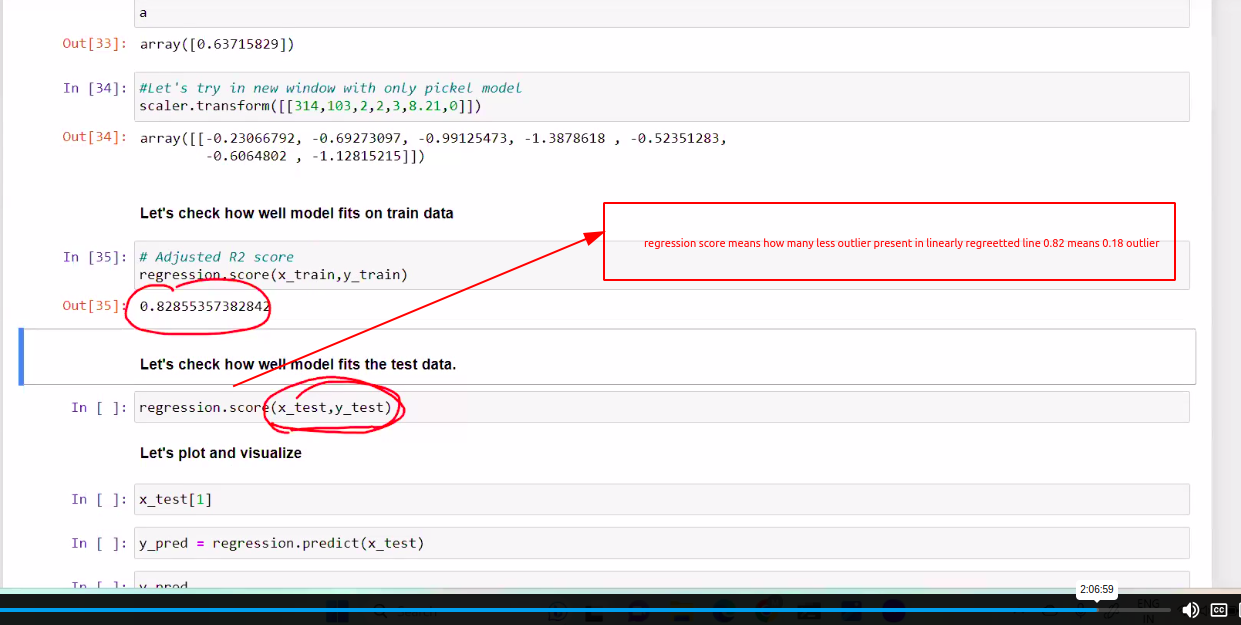 a
Out[33]: array([0.63715829])
In [34]: #Let's try in new window with only pickel model
scaler.transform([[314,103,2,2,3,8.21,0]])
Out[34]: array([[-0.23066792, -0.69273097, -0.99125473, -1.3878618 , -0.52351283,
-0.6064802 , -1.12815215]])
Let's check how well model fits on train data
regression score means how many less outlier present in linearly regreetted line 0.82 means 0.18 outlier
In [35]: # Adjusted R2 score
regression.score(x_train,y_train)
Out[35]: 0.82855357382842
Let's check how well model fits the test data.
In [ ]: regression.score(x_test,y_test)
Let's plot and visualize
In [ ]: x_test[1]
In [ ]: y_pred = regression.predict(x_test)
In [ ]: y_pred
2:06:59
ENG
IN
CC